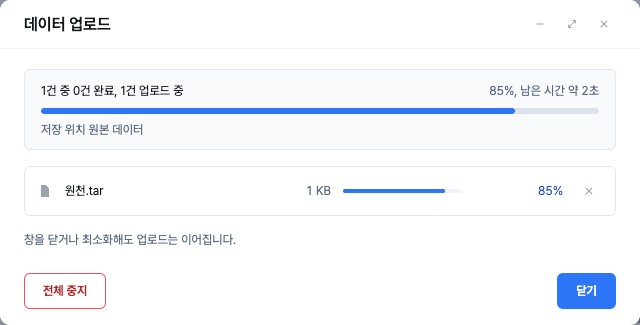 데이터 업로드
1건 중 0건 완료, 1건 업로드 중
85%, 남은 시간 약 2초
저장 위치 원본 데이터
원천.tar
1 KB
85%
창을 닫거나 최소화해도 업로드는 이어집니다.
전체 중지
닫기